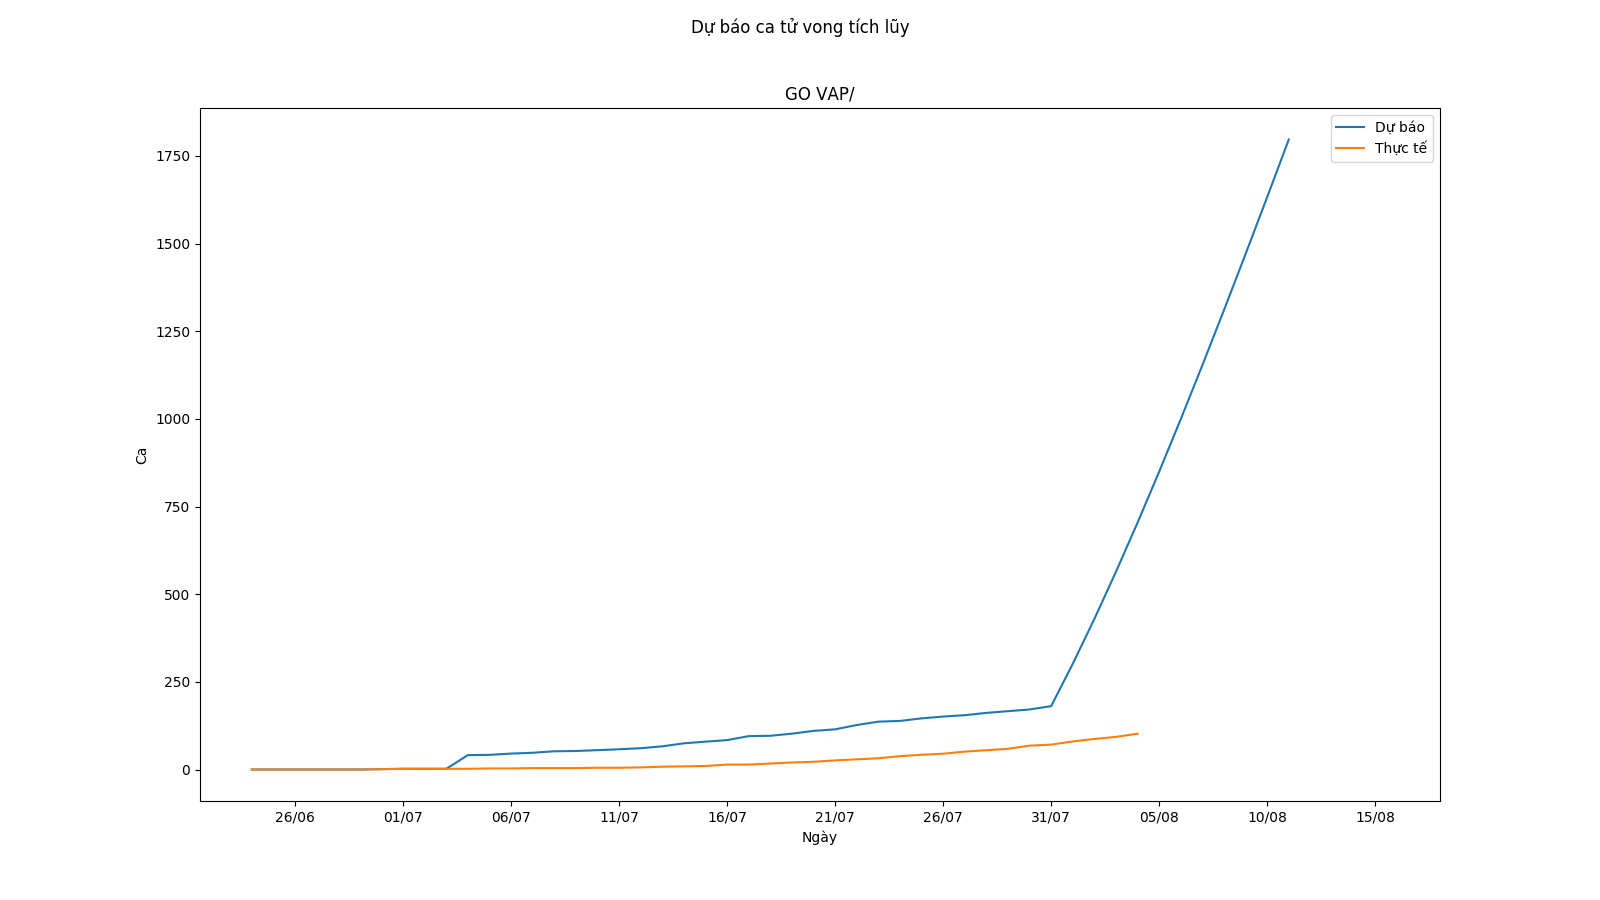 Dự báo ca tử vong tích lũy
GO VAP/
Dự báo
Thực tế
1750
1500
1250
1000
750
500
250
0
Ca
26/06 01/07 06/07 11/07 16/07 21/07 26/07 31/07 05/08 10/08 15/08
Ngày